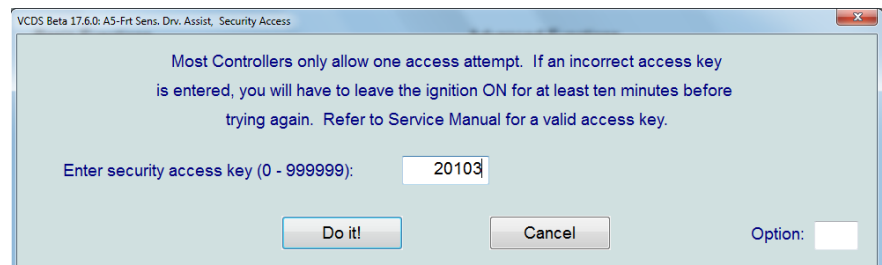 VCDS Beta 17.6.0: A5-Frt Sens. Drv. Assist, Security Access
Most Controllers only allow one access attempt. If an incorrect access key
is entered, you will have to leave the ignition ON for at least ten minutes before
trying again. Refer to Service Manual for a valid access key.
Enter security access key (0 - 999999): 20103
Do it! Cancel Option: